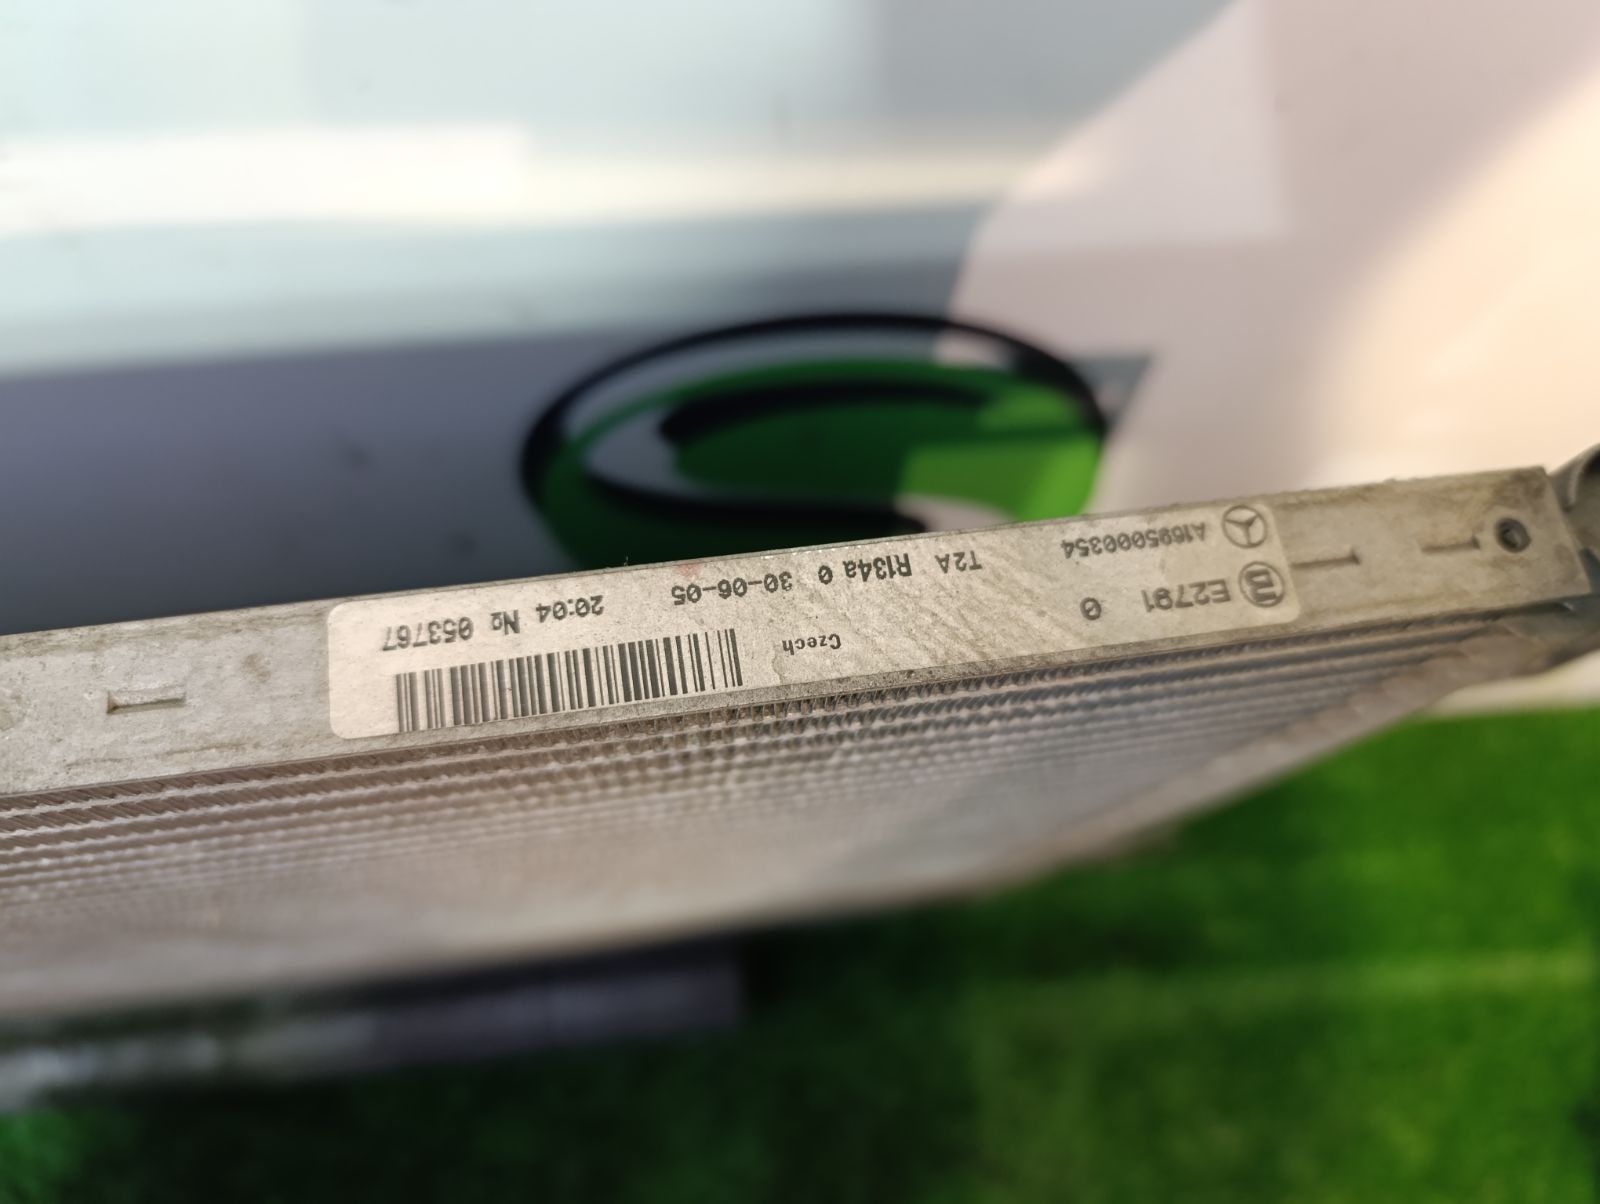 B E2791 0
A1695000354 T2A R134a 0 30-06-05 20:04 № 053767
Czech